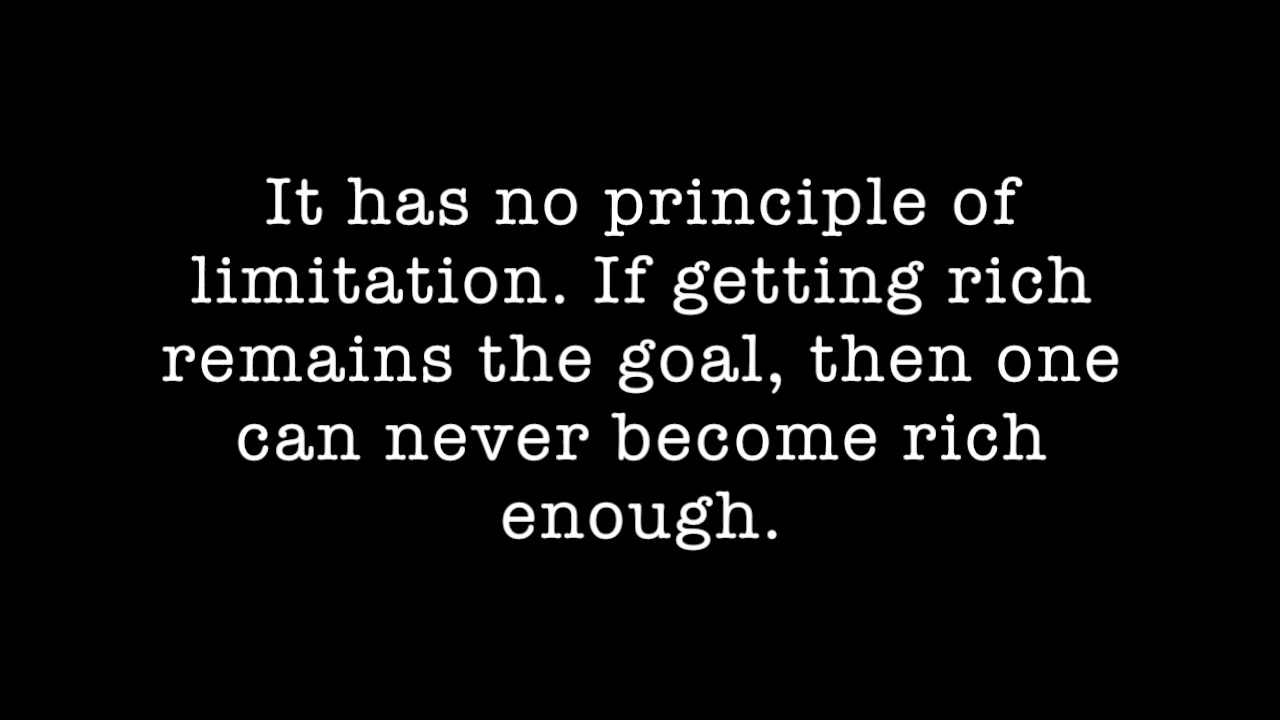 It has no principle of
limitation. If getting rich
remains the goal, then one
can never become rich
enough.